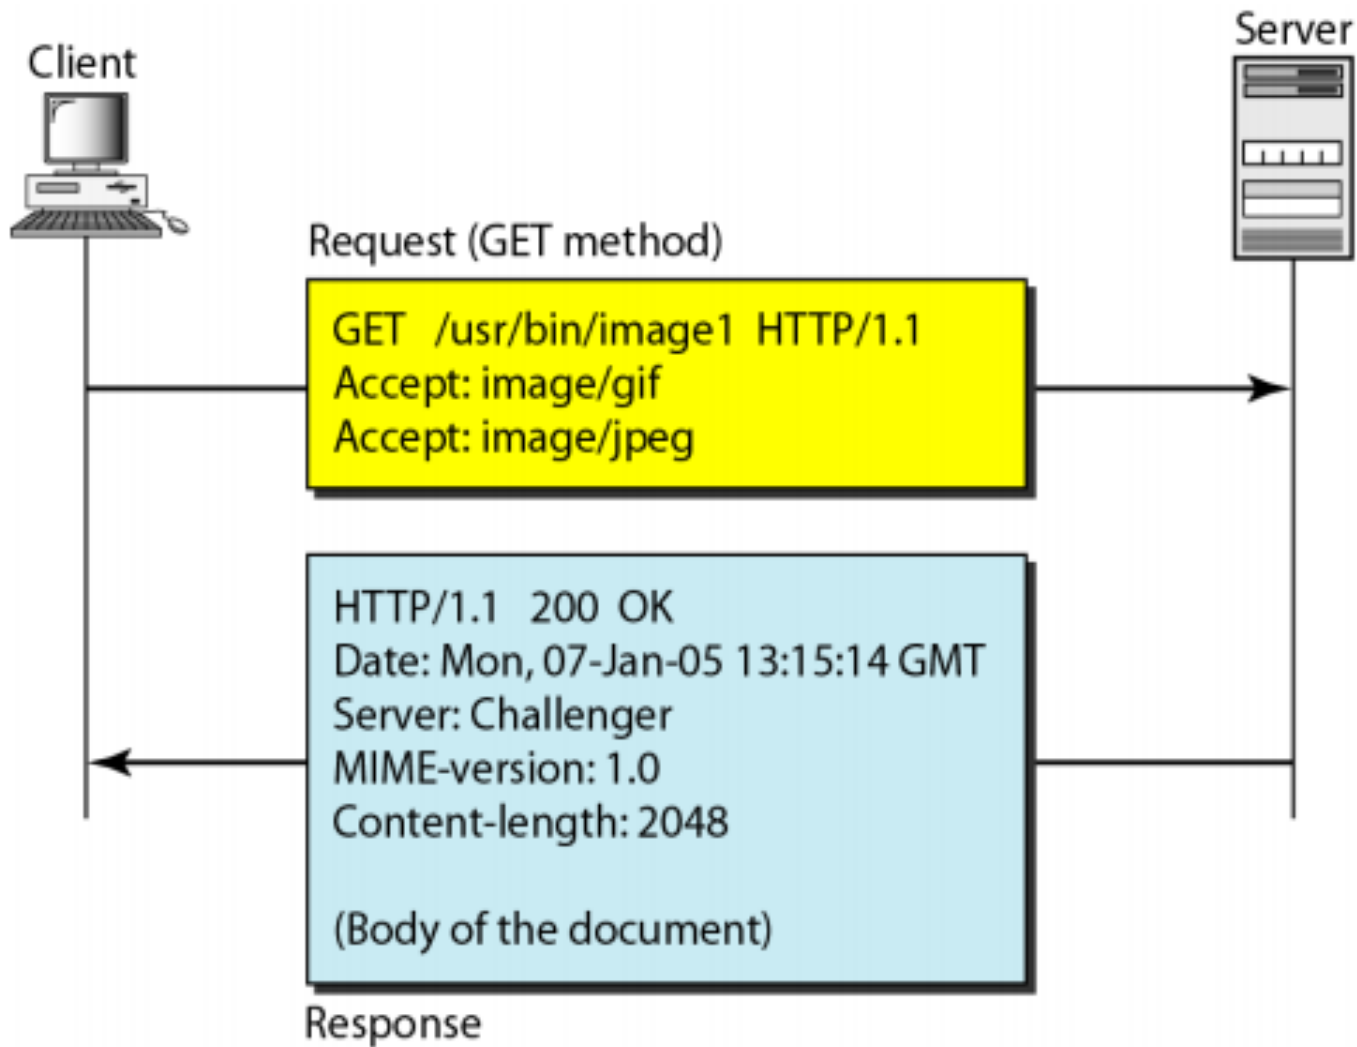 Client
Server
Request (GET method)
GET /usr/bin/image1 HTTP/1.1
Accept: image/gif
Accept: image/jpeg
HTTP/1.1 200 OK
Date: Mon, 07-Jan-05 13:15:14 GMT
Server: Challenger
MIME-version: 1.0
Content-length: 2048
(Body of the document)
Response